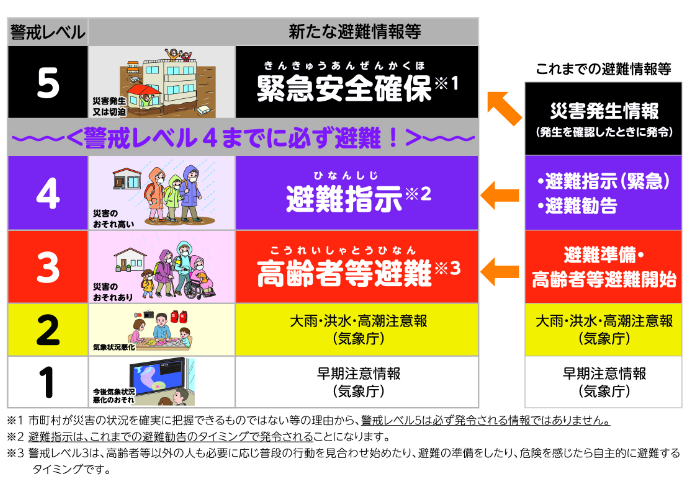 警戒レベル
新たな避難情報等
これまでの避難情報等
5
災害発生
又は切迫
きんきゅうあんぜんかくほ
緊急安全確保※1
災害発生情報
(発生を確認したときに発令)
〜〜〜<警戒レベル4までに必ず避難!>〜〜〜
4
災害の
おそれ高い
ひなんしじ
避難指示※2
・避難指示(緊急)
・避難勧告
3
災害の
おそれあり
こうれいしゃとうひなん
高齢者等避難※3
避難準備・
高齢者等避難開始
2
気象状況悪化
大雨・洪水・高潮注意報
(気象庁)
大雨・洪水・高潮注意報
(気象庁)
1
今後気象状況
悪化のおそれ
早期注意情報
(気象庁)
早期注意情報
(気象庁)
※1 市町村が災害の状況を確実に把握できるものではない等の理由から、警戒レベル5は必ず発令される情報ではありません。
※2 避難指示は、これまでの避難勧告のタイミングで発令されることになります。
※3 警戒レベル3は、高齢者等以外の人も必要に応じ普段の行動を見合わせ始めたり、避難の準備をしたり、危険を感じたら自主的に避難する
タイミングです。